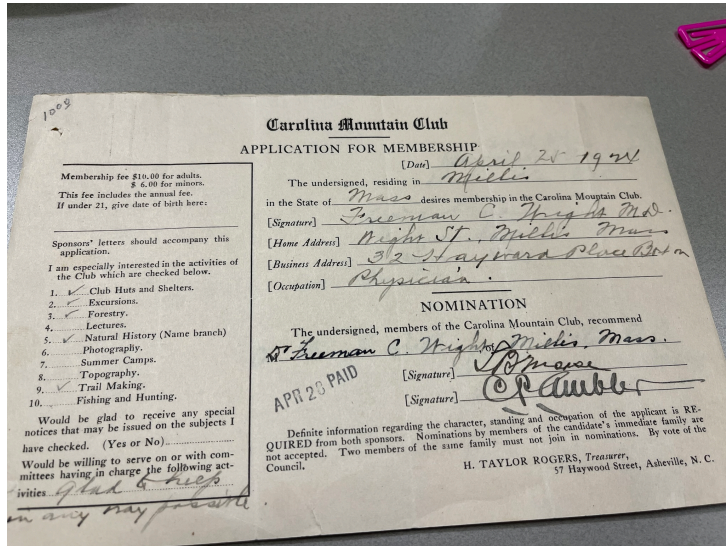 1008
Carolina Mountain Club
APPLICATION FOR MEMBERSHIP
[Date] April 25 1924
The undersigned, residing in Millis
in the State of Mass desires membership in the Carolina Mountain Club.
[Signature] Freeman C. Wright M.D.
[Home Address] Wight St., Millis Mass
[Business Address] 32 Hayward Place Boston
[Occupation] Physician.
Membership fee $10.00 for adults.
$ 6.00 for minors.
This fee includes the annual fee.
If under 21, give date of birth here:
Sponsors' letters should accompany this
application.
I am especially interested in the activities of
the Club which are checked below.
1. ✓ Club Huts and Shelters.
2. ✓ Excursions.
3. ✓ Forestry.
4. Lectures.
5. ✓ Natural History (Name branch)
6. Photography.
7. Summer Camps.
8. Topography.
9. ✓ Trail Making.
10. Fishing and Hunting.
Would be glad to receive any special
notices that may be issued on the subjects I
have checked. (Yes or No)
Would be willing to serve on or with com-
mittees having in charge the following act-
ivities glad to help
in any way possible
NOMINATION
The undersigned, members of the Carolina Mountain Club, recommend
Dr Freeman C. Wight of Millis, Mass.
[Signature]
[Signature]
APR 28 PAID
Definite information regarding the character, standing and occupation of the applicant is RE-
QUIRED from both sponsors. Nominations by members of the candidate's immediate family are
not accepted. Two members of the same family must not join in nominations. By vote of the
Council.
H. TAYLOR ROGERS, Treasurer,
57 Haywood Street, Asheville, N. C.